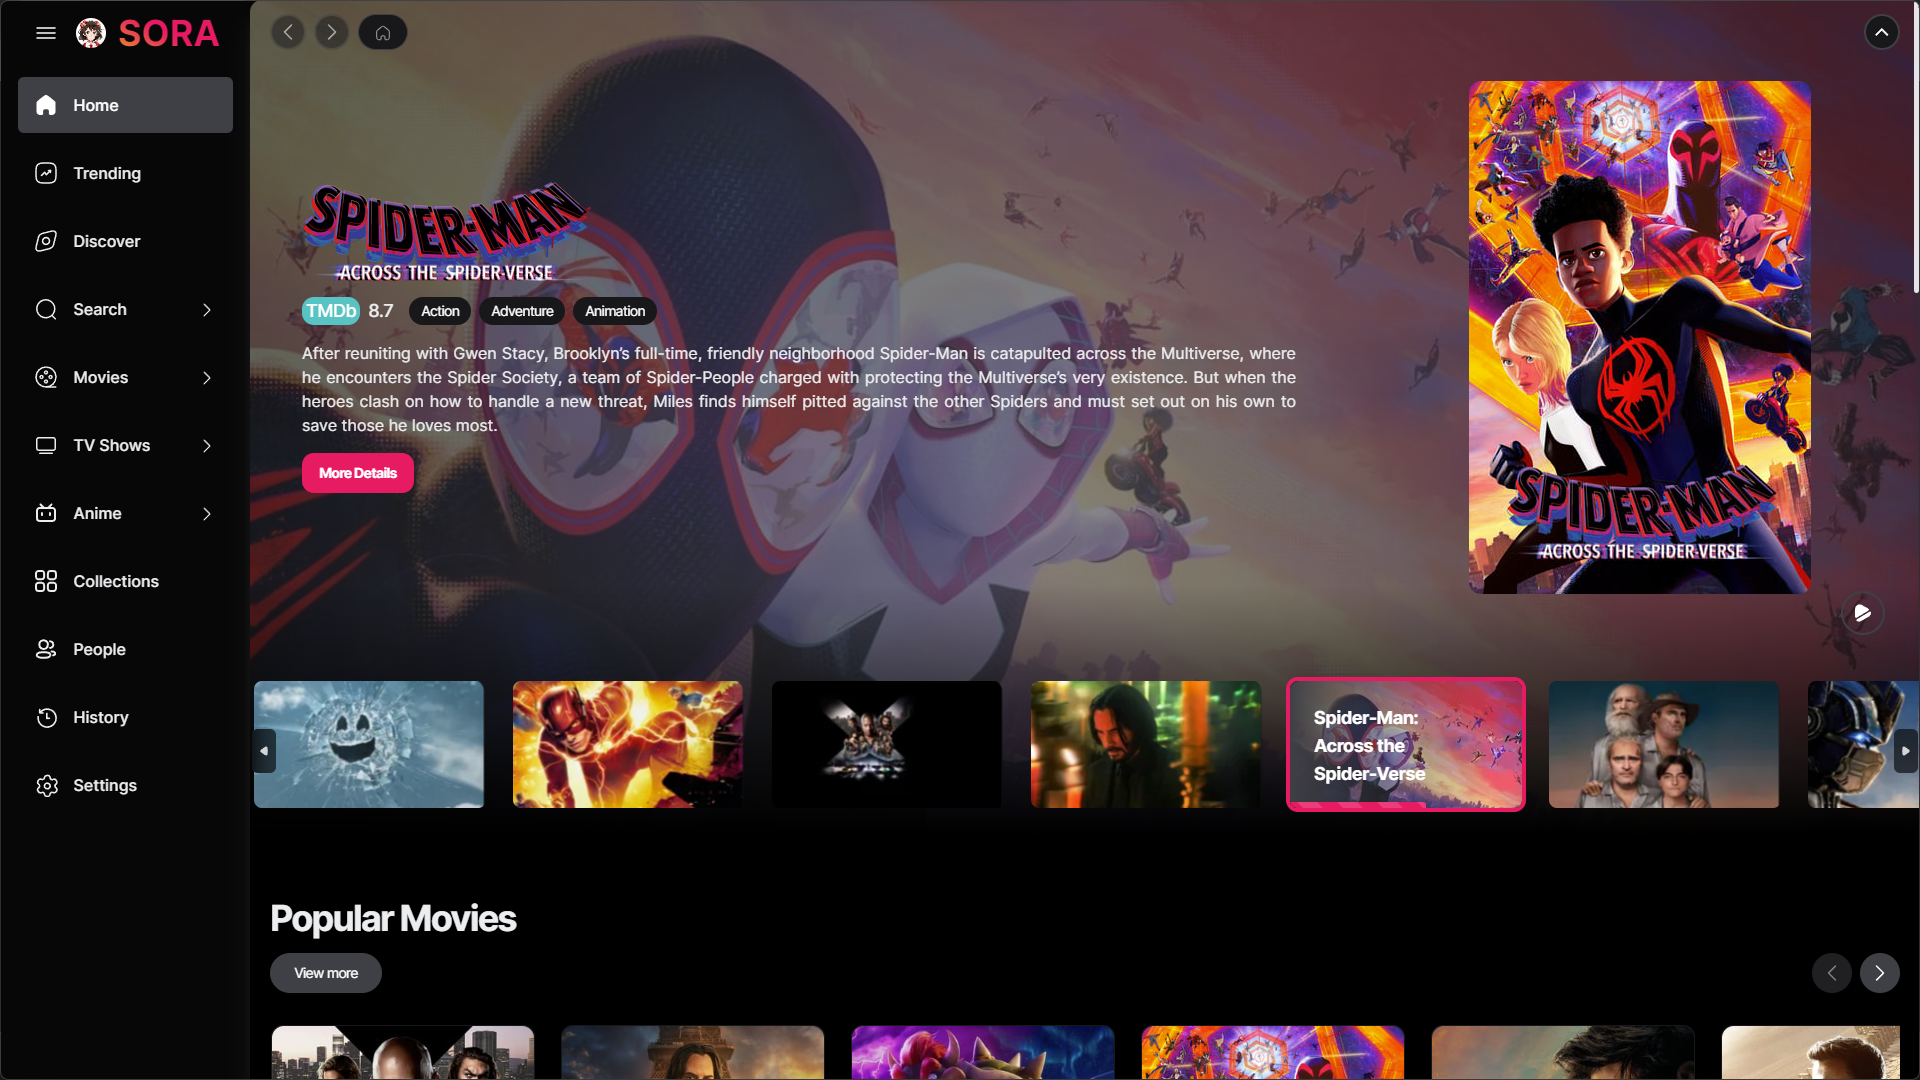 SORA
Home
Trending
Discover
Search
Movies
TV Shows
Anime
Collections
People
History
Settings
SPIDER-MAN
ACROSS THE SPIDER-VERSE
TMDb 8.7 Action Adventure Animation
After reuniting with Gwen Stacy, Brooklyn’s full-time, friendly neighborhood Spider-Man is catapulted across the Multiverse, where
he encounters the Spider Society, a team of Spider-People charged with protecting the Multiverse’s very existence. But when the
heroes clash on how to handle a new threat, Miles finds himself pitted against the other Spiders and must set out on his own to
save those he loves most.
More Details
SPIDER-MAN
ACROSS THE SPIDER-VERSE
Spider-Man:
Across the
Spider-Verse
Popular Movies
View more